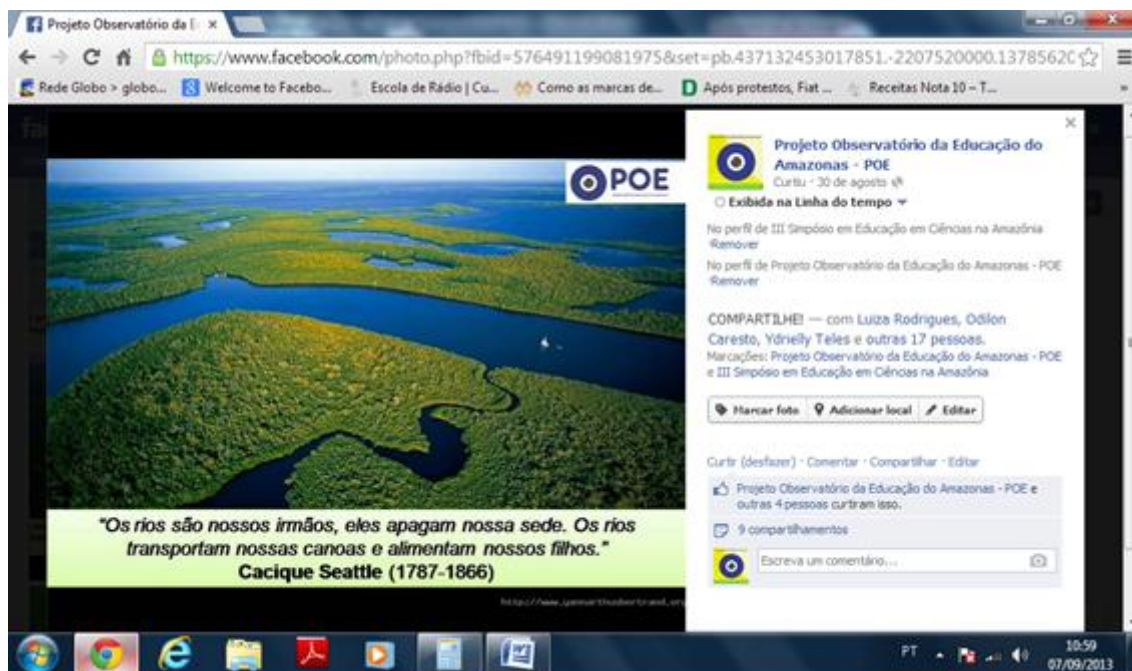 Projeto Observatório da E
https://www.facebook.com/photo.php?fbid=576491199081975&set=pb.437132453017851.-2207520000.13785620
Rede Globo > globo... Welcome to Facebo... Escola de Rádio | Cu... Como as marcas de... Após protestos, Fiat ... Receitas Nota 10 – T...
POE
"Os rios são nossos irmãos, eles apagam nossa sede. Os rios
transportam nossas canoas e alimentam nossos filhos."
Cacique Seattle (1787-1866)
Projeto Observatório da Educação do
Amazonas - POE
Curtiu · 30 de agosto
Exibida na Linha do tempo
No perfil de III Simpósio em Educação em Ciências na Amazônia
Remover
No perfil de Projeto Observatório da Educação do Amazonas - POE
Remover
COMPARTILHE! — com Luiza Rodrigues, Odilon
Caresto, Ydrielly Teles e outras 17 pessoas.
Marcações: Projeto Observatório da Educação do Amazonas - POE
e III Simpósio em Educação em Ciências na Amazônia
Marcar foto Adicionar local Editar
Curtir (desfazer) · Comentar · Compartilhar · Editar
Projeto Observatório da Educação do Amazonas - POE e
outras 4 pessoas curtiram isso.
9 compartilhamentos
Escreva um comentário...
PT
10:59
07/09/2013